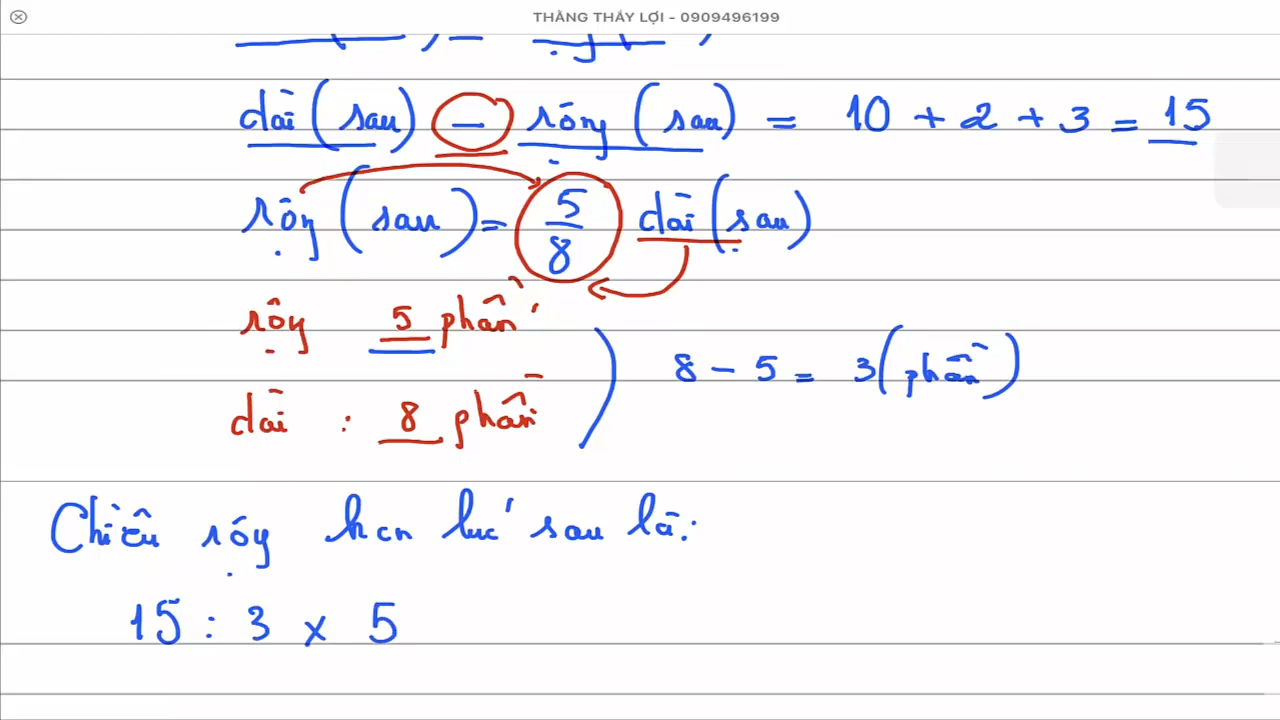 THẦNG THẦY LỢI - 0909496199
dài (sau) - rộng (sau) = 10 + 2 + 3 = 15
rộng (sau) = 5/8 dài (sau)
rộng 5 phần
8 - 5 = 3 (phần)
dài : 8 phần
Chiều rộng hcn lúc sau là:
15 : 3 x 5